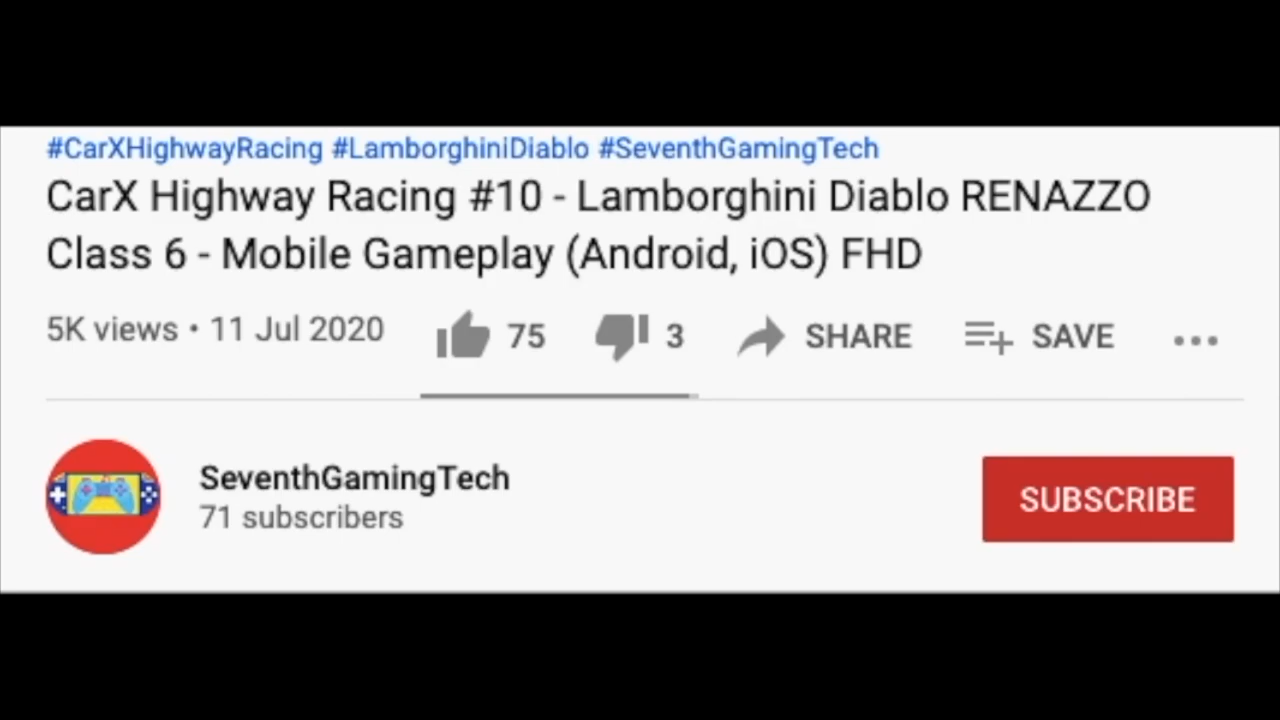 #CarXHighwayRacing #LamborghiniDiablo #SeventhGamingTech
CarX Highway Racing #10 - Lamborghini Diablo RENAZZO
Class 6 - Mobile Gameplay (Android, iOS) FHD
5K views • 11 Jul 2020 75 3 SHARE SAVE
SeventhGamingTech
71 subscribers
SUBSCRIBE